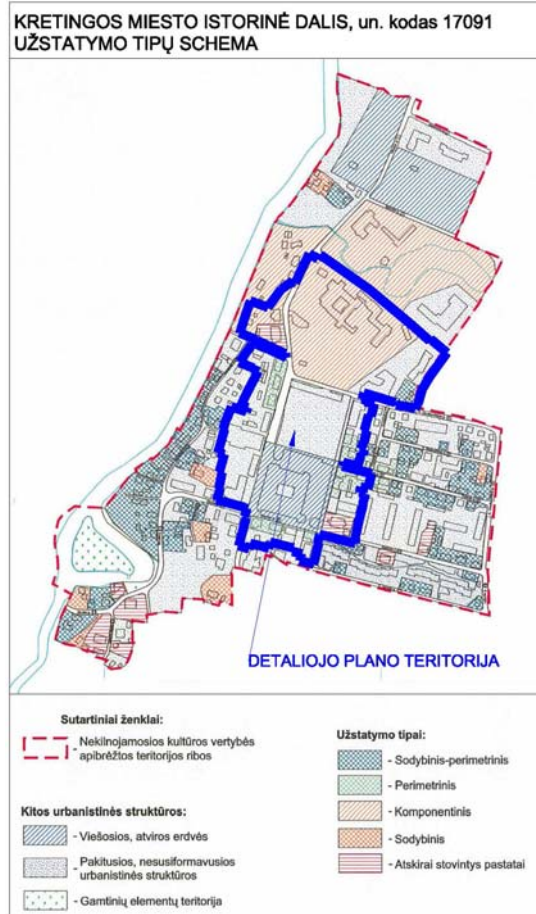 KRETINGOS MIESTO ISTORINĖ DALIS, un. kodas 17091
UŽSTATYMO TIPŲ SCHEMA
DETALIOJO PLANO TERITORIJA
Sutartiniai ženklai:
- Nekilnojamosios kultūros vertybės
apibrėžtos teritorijos ribos
Kitos urbanistinės struktūros:
- Viešosios, atviros erdvės
- Pakitusios, nesusiformavusios
urbanistinės struktūros
- Gamtinių elementų teritorija
Užstatymo tipai:
- Sodybinis-perimetrinis
- Perimetrinis
- Komponentinis
- Sodybinis
- Atskirai stovintys pastatai